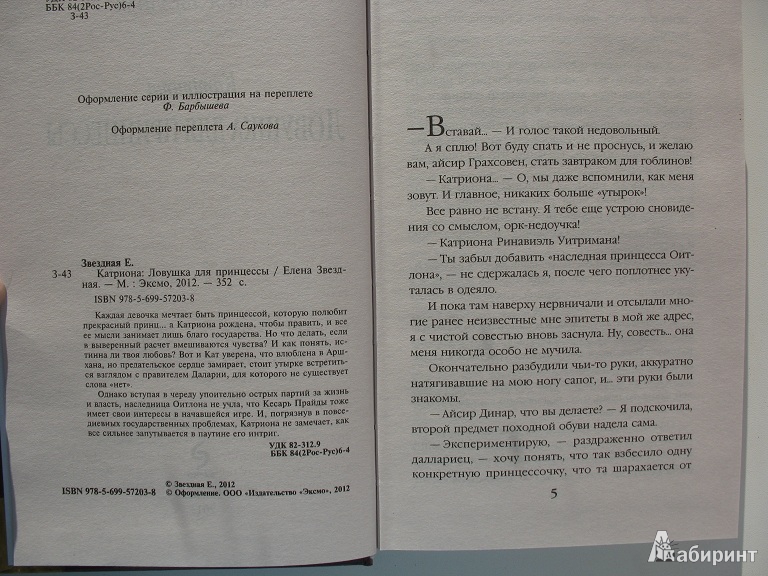 ББК 84(2Рос-Рус)6-4
З-43
Оформление серии и иллюстрация на переплете
Ф. Барбышева
Оформление переплета А. Саукова
Звездная Е.
З-43 Катриона: Ловушка для принцессы / Елена Звезд-
ная. — М. : Эксмо, 2012. — 352 с.
ISBN 978-5-699-57203-8
Каждая девочка мечтает быть принцессой, которую полюбит
прекрасный принц... а Катриона рождена, чтобы править, и все
ее мысли занимает лишь благо государства. Но что делать, если
в выверенный расчет вмешиваются чувства? И как понять, ис-
тинна ли твоя любовь? Вот и Кат уверена, что влюблена в Арш-
хана, но предательское сердце замирает, стоит утырке встретить-
ся взглядом с правителем Даларии, для которого не существует
слова «нет».
Однако вступая в череду упоительно острых партий за жизнь
и власть, наследница Оитлона не учла, что Кесарь Прайды тоже
имеет свои интересы в начавшейся игре. И, погрязнув в повсе-
дневных государственных проблемах, Катриона не замечает, как
все сильнее запутывается в паутине его интриг.
УДК 82-312.9
ББК 84(2Рос-Рус)6-4
© Звездная Е., 2012
ISBN 978-5-699-57203-8 © Оформление. ООО «Издательство «Эксмо», 2012
— Вставай... — И голос такой недовольный.
А я сплю! Вот буду спать и не проснусь, и желаю
вам, айсир Грахсовен, стать завтраком для гоблинов!
— Катриона... — О, мы даже вспомнили, как меня
зовут. И главное, никаких больше «утырок»!
Все равно не встану. Я тебе еще устрою сновиде-
ния со смыслом, орк-недоучка!
— Катриона Ринавиэль Уитримана!
— Ты забыл добавить «наследная принцесса Оит-
лона», — не сдержалась я, после чего поплотнее уку-
талась в одеяло.
И пока там наверху нервничали и отсылали мно-
гие ранее неизвестные мне эпитеты в мой же адрес,
я с чистой совестью вновь заснула. Ну, совесть... она
меня никогда особо не мучила.
Окончательно разбудили чьи-то руки, аккуратно
натягивавшие на мою ногу сапог, и... эти руки были
знакомы.
— Айсир Динар, что вы делаете? — Я подскочила,
второй предмет походной обуви надела сама.
— Экспериментирую, — раздраженно ответил
даллариец, — хочу понять, что так взбесило одну
конкретную принцессочку, что та шарахается от
5
Лабиринт